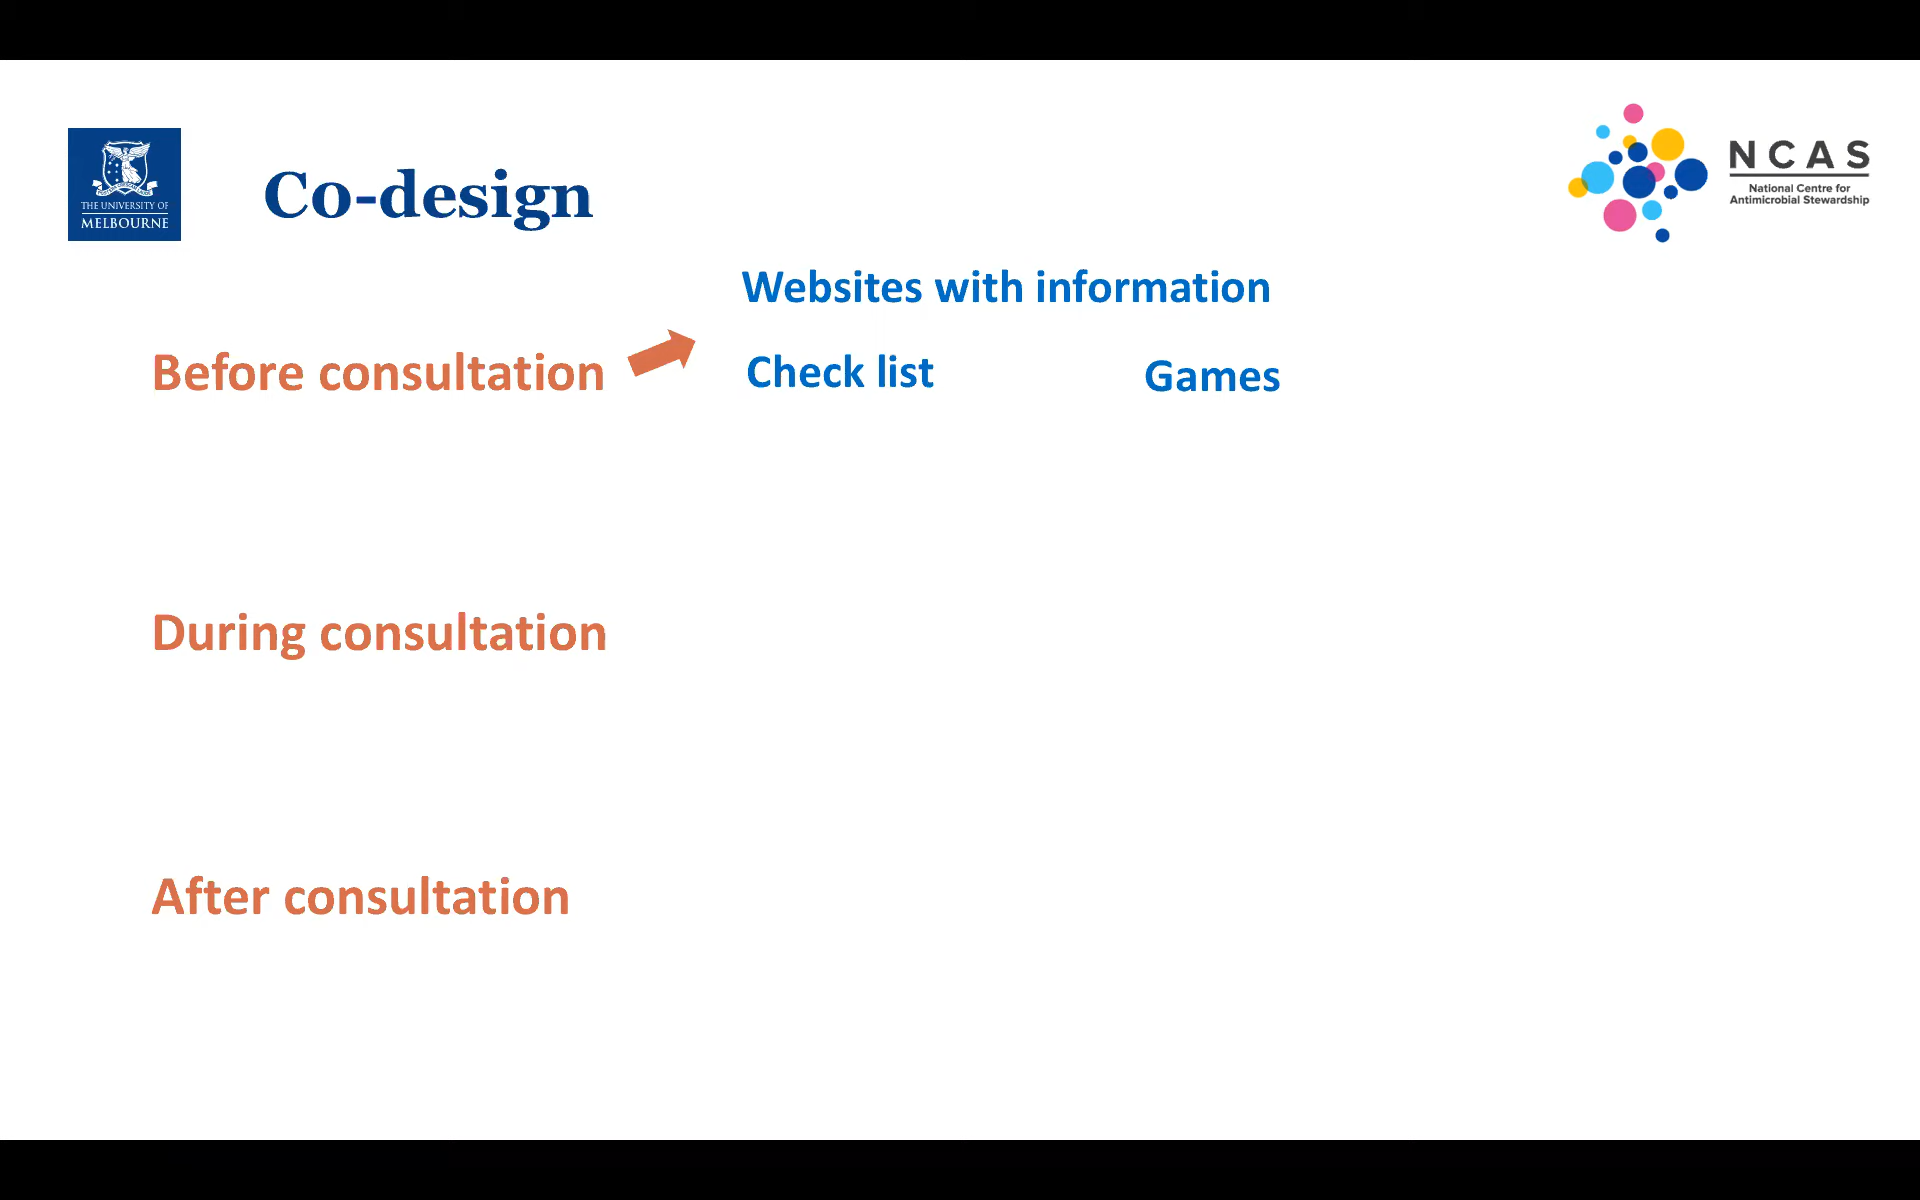 THE UNIVERSITY OF
MELBOURNE
Co-design
NCAS
National Centre for
Antimicrobial Stewardship
Websites with information
Before consultation
Check list
Games
During consultation
After consultation